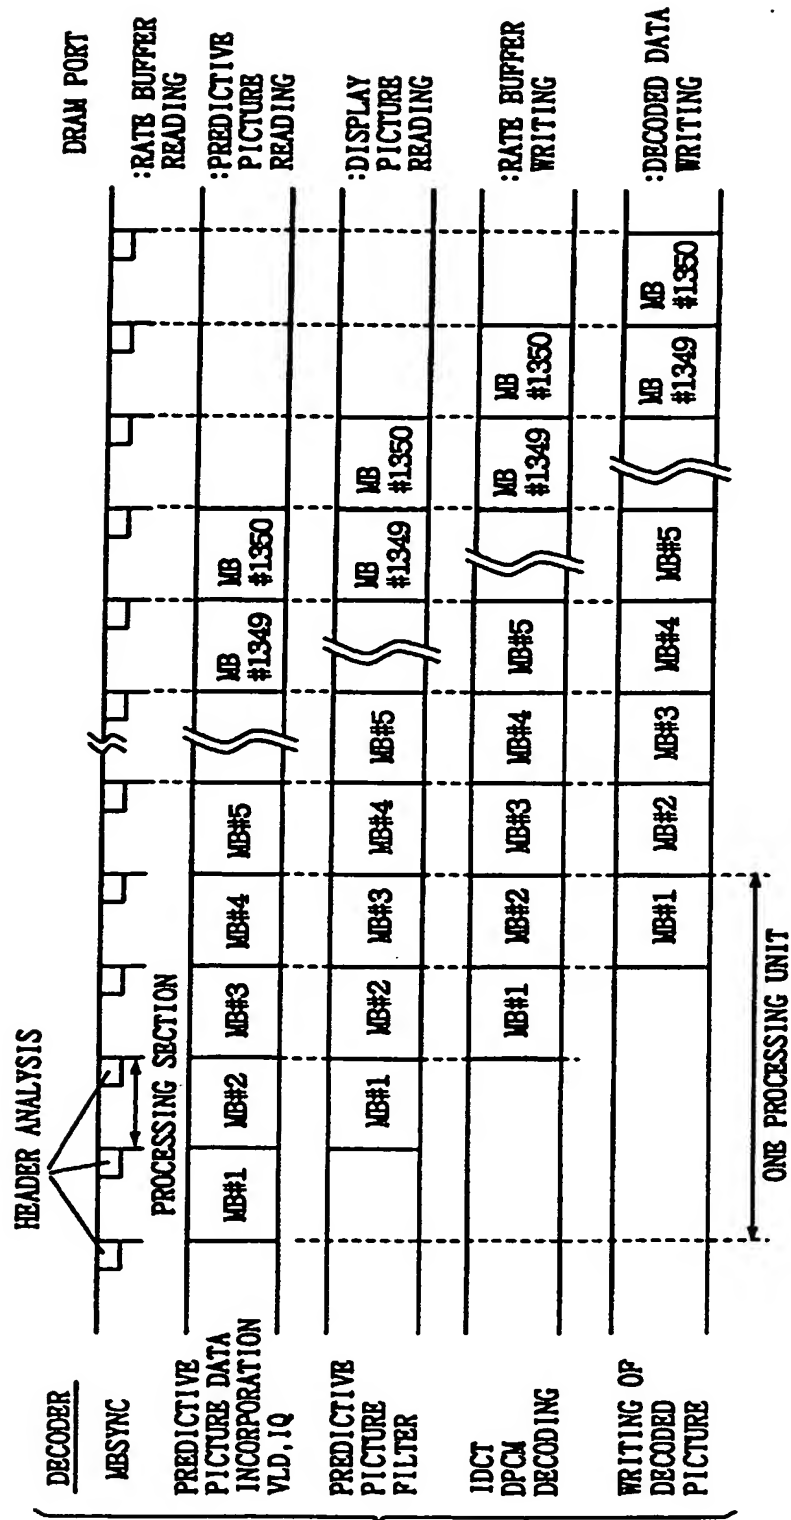 HEADER ANALYSIS
DECODER
DRAM PORT
MBSYNC
:RATE BUFFER
READING
PROCESSING SECTION
PREDICTIVE
PICTURE DATA
INCORPORATION
VLD,IQ
MB#1
MB#2
MB#3
MB#4
MB#5
MB
#1349
MB
#1350
:PREDICTIVE
PICTURE
READING
PREDICTIVE
PICTURE
FILTER
MB#1
MB#2
MB#3
MB#4
MB#5
MB
#1349
MB
#1350
:DISPLAY
PICTURE
READING
IDCT
DPCM
DECODING
MB#1
MB#2
MB#3
MB#4
MB#5
MB
#1349
MB
#1350
:RATE BUFFER
WRITING
WRITING OF
DECODED
PICTURE
MB#1
MB#2
MB#3
MB#4
MB#5
MB
#1349
MB
#1350
:DECODED DATA
WRITING
ONE PROCESSING UNIT